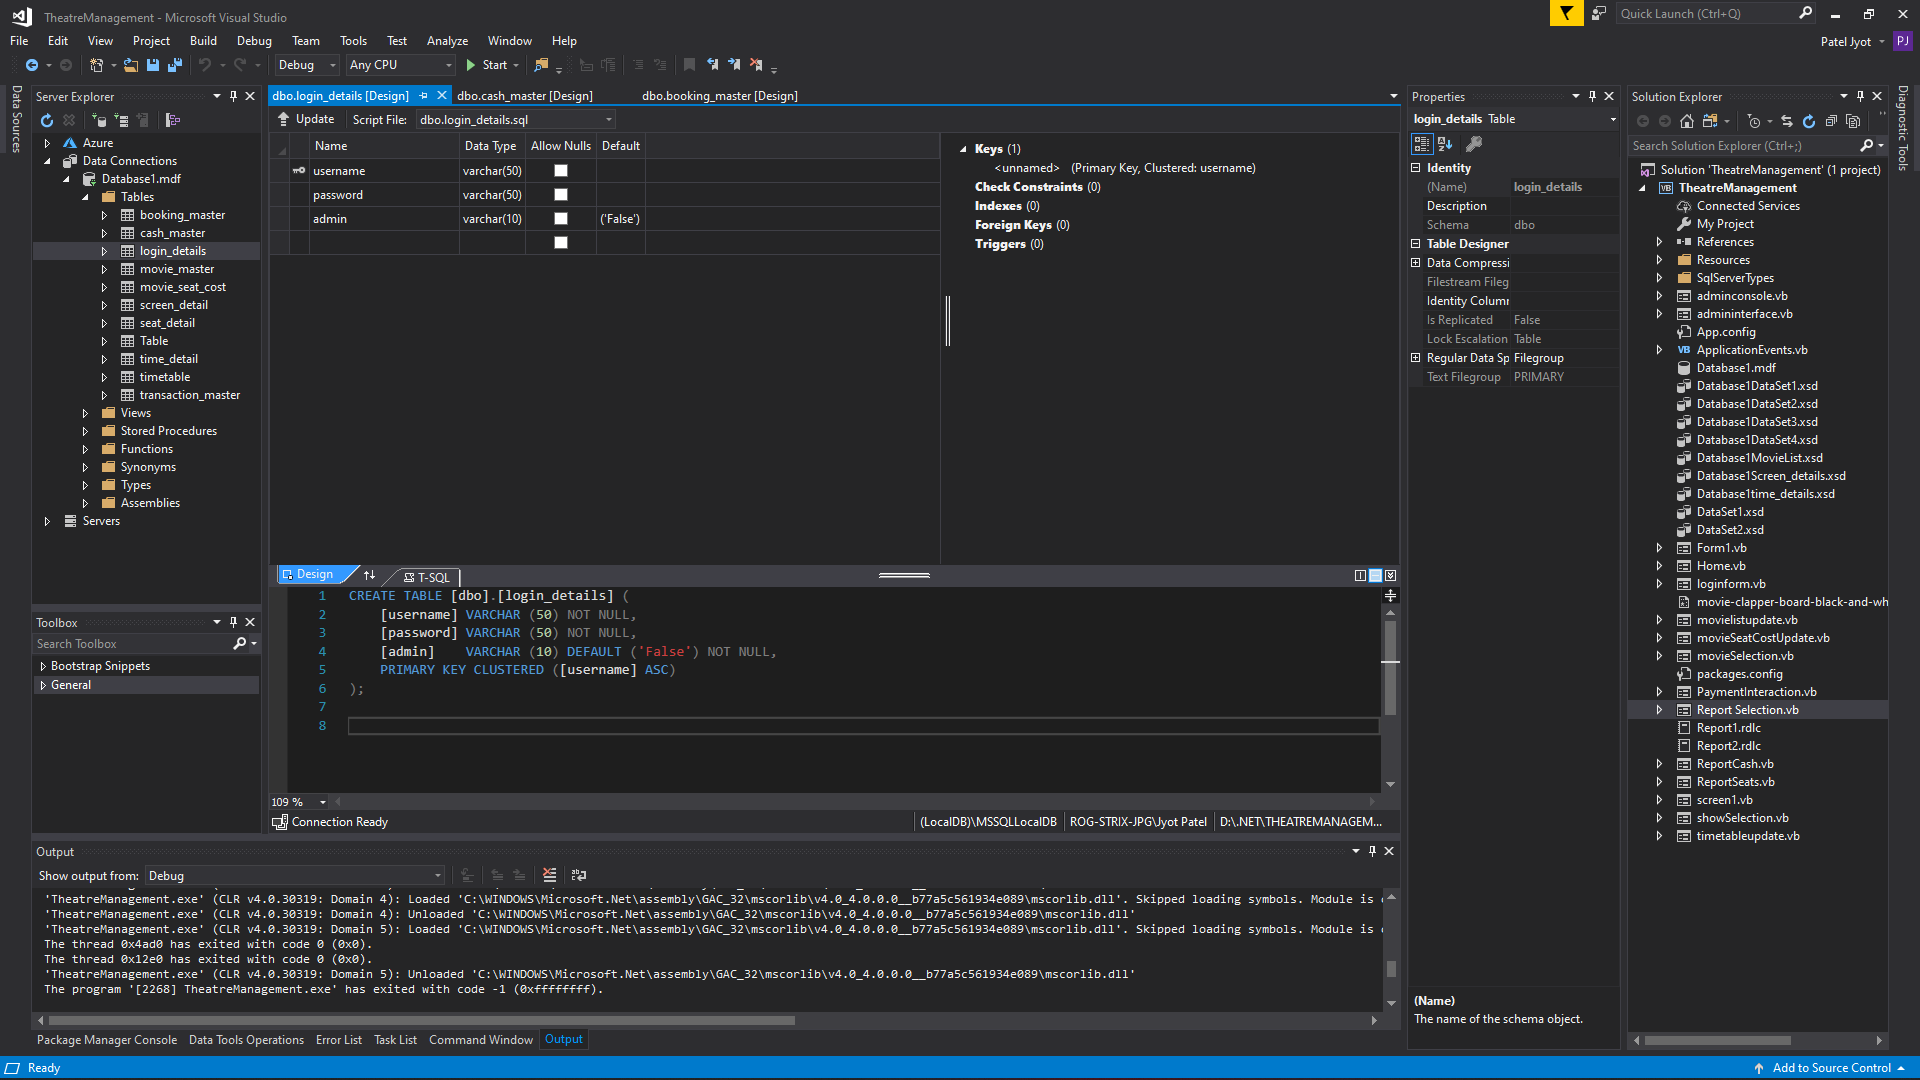 TheatreManagement - Microsoft Visual Studio
Quick Launch (Ctrl+Q)
File Edit View Project Build Debug Team Tools Test Analyze Window Help
Patel Jyot PJ
Debug Any CPU Start
Data Sources
Server Explorer
Azure
Data Connections
Database1.mdf
Tables
booking_master
cash_master
login_details
movie_master
movie_seat_cost
screen_detail
seat_detail
Table
time_detail
timetable
transaction_master
Views
Stored Procedures
Functions
Synonyms
Types
Assemblies
Servers
Toolbox
Search Toolbox
Bootstrap Snippets
General
dbo.login_details [Design] dbo.cash_master [Design] dbo.booking_master [Design]
Update Script File: dbo.login_details.sql
Name Data Type Allow Nulls Default
username varchar(50)
password varchar(50)
admin varchar(10) ('False')
Keys (1)
<unnamed> (Primary Key, Clustered: username)
Check Constraints (0)
Indexes (0)
Foreign Keys (0)
Triggers (0)
Design T-SQL
1 CREATE TABLE [dbo].[login_details] (
2 [username] VARCHAR (50) NOT NULL,
3 [password] VARCHAR (50) NOT NULL,
4 [admin] VARCHAR (10) DEFAULT ('False') NOT NULL,
5 PRIMARY KEY CLUSTERED ([username] ASC)
6 );
7
8
109 %
Connection Ready (LocalDB)\MSSQLLocalDB ROG-STRIX-JPG\Jyot Patel D:\.NET\THEATREMANAGEM...
Output
Show output from: Debug
'TheatreManagement.exe' (CLR v4.0.30319: Domain 4): Loaded 'C:\WINDOWS\Microsoft.Net\assembly\GAC_32\mscorlib\v4.0_4.0.0.0__b77a5c561934e089\mscorlib.dll'. Skipped loading symbols. Module is
'TheatreManagement.exe' (CLR v4.0.30319: Domain 4): Unloaded 'C:\WINDOWS\Microsoft.Net\assembly\GAC_32\mscorlib\v4.0_4.0.0.0__b77a5c561934e089\mscorlib.dll'
'TheatreManagement.exe' (CLR v4.0.30319: Domain 5): Loaded 'C:\WINDOWS\Microsoft.Net\assembly\GAC_32\mscorlib\v4.0_4.0.0.0__b77a5c561934e089\mscorlib.dll'. Skipped loading symbols. Module is
The thread 0x4ad0 has exited with code 0 (0x0).
The thread 0x12e0 has exited with code 0 (0x0).
'TheatreManagement.exe' (CLR v4.0.30319: Domain 5): Unloaded 'C:\WINDOWS\Microsoft.Net\assembly\GAC_32\mscorlib\v4.0_4.0.0.0__b77a5c561934e089\mscorlib.dll'
The program '[2268] TheatreManagement.exe' has exited with code -1 (0xffffffff).
Package Manager Console Data Tools Operations Error List Task List Command Window Output
Properties
login_details Table
Identity
(Name) login_details
Description
Schema dbo
Table Designer
Data Compressi
Filestream Fileg
Identity Colum
Is Replicated False
Lock Escalation Table
Regular Data Sp Filegroup
Text Filegroup PRIMARY
(Name)
The name of the schema object.
Solution Explorer
Search Solution Explorer (Ctrl+;)
Solution 'TheatreManagement' (1 project)
VB TheatreManagement
Connected Services
My Project
References
Resources
SqlServerTypes
adminconsole.vb
admininterface.vb
App.config
VB ApplicationEvents.vb
Database1.mdf
Database1DataSet1.xsd
Database1DataSet2.xsd
Database1DataSet3.xsd
Database1DataSet4.xsd
Database1MovieList.xsd
Database1Screen_details.xsd
Database1time_details.xsd
DataSet1.xsd
DataSet2.xsd
Form1.vb
Home.vb
loginform.vb
movie-clapper-board-black-and-wh
movielistupdate.vb
movieSeatCostUpdate.vb
movieSelection.vb
packages.config
PaymentInteraction.vb
Report Selection.vb
Report1.rdlc
Report2.rdlc
ReportCash.vb
ReportSeats.vb
screen1.vb
showSelection.vb
timetableupdate.vb
Diagnostic Tools
Ready Add to Source Control